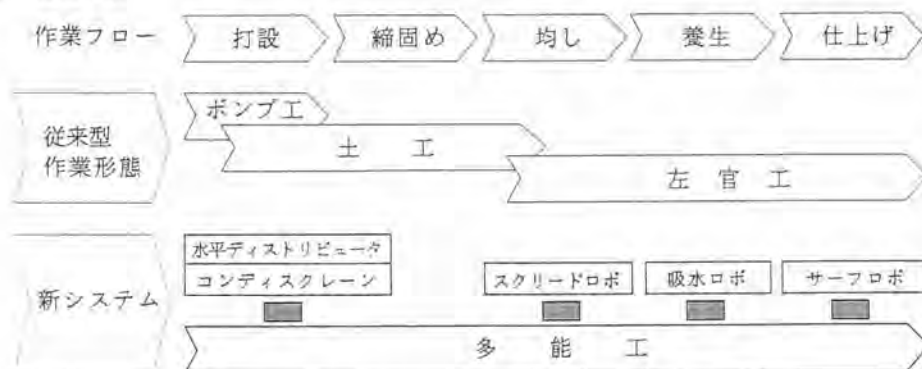 作業フロー 打設 締固め 均し 養生 仕上げ
ポンプ工
従来型
作業形態
土 工
左 官 工
水平ディストリビュータ
コンディスクレーン スクリードロボ 吸水ロボ サーフロボ
新システム
多 能 工